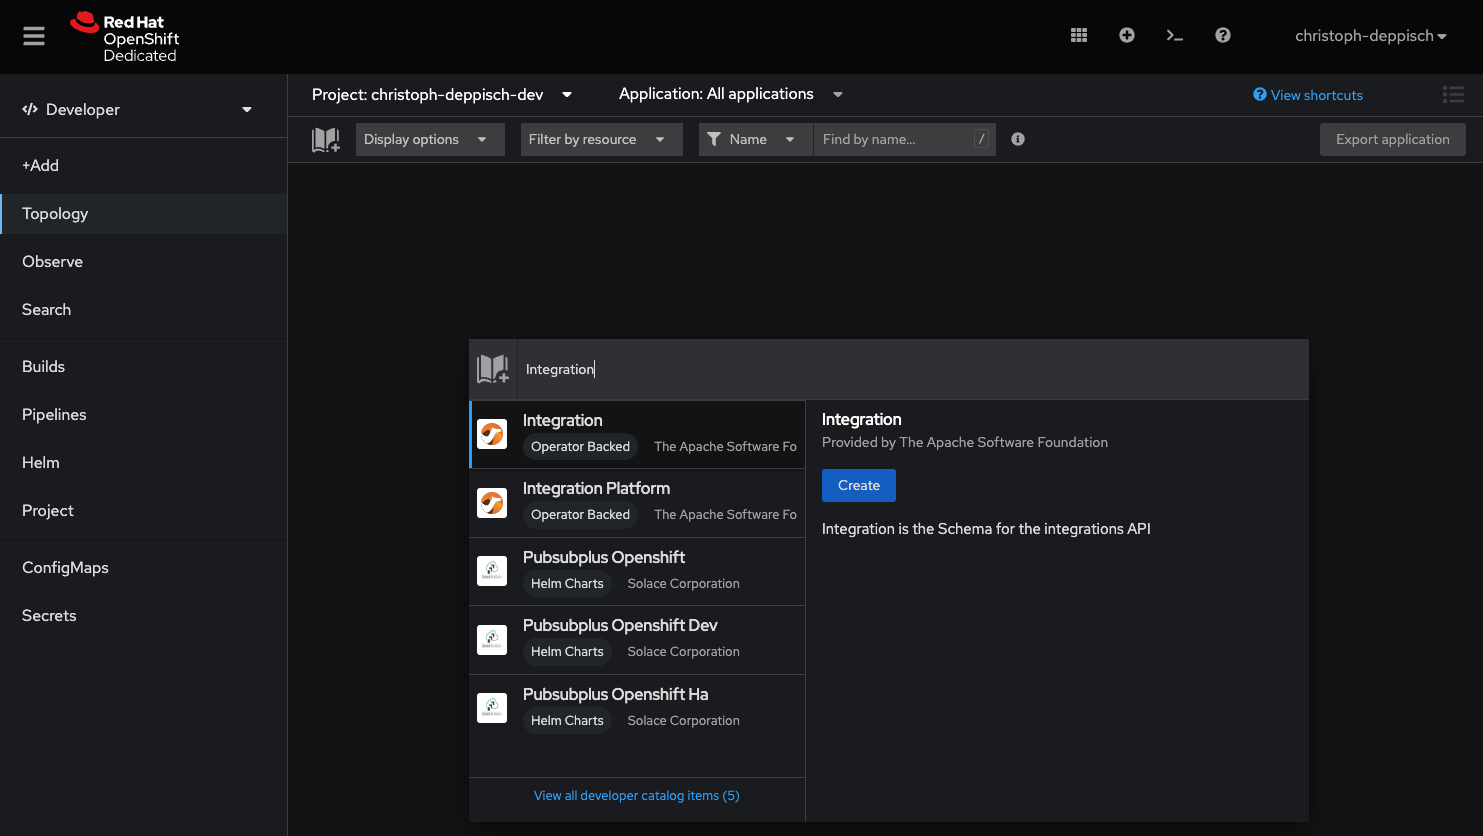 Red Hat
OpenShift
Dedicated
christoph-deppisch
Developer
Project: christoph-deppisch-dev
Application: All applications
View shortcuts
Display options
Filter by resource
Name
Find by name...
/
Export application
+Add
Topology
Observe
Search
Builds
Pipelines
Helm
Project
ConfigMaps
Secrets
Integration
Integration
Operator Backed
The Apache Software Fo
Integration Platform
Operator Backed
The Apache Software Fo
Pubsubplus Openshift
Helm Charts
Solace Corporation
Pubsubplus Openshift Dev
Helm Charts
Solace Corporation
Pubsubplus Openshift Ha
Helm Charts
Solace Corporation
View all developer catalog items (5)
Integration
Provided by The Apache Software Foundation
Create
Integration is the Schema for the integrations API